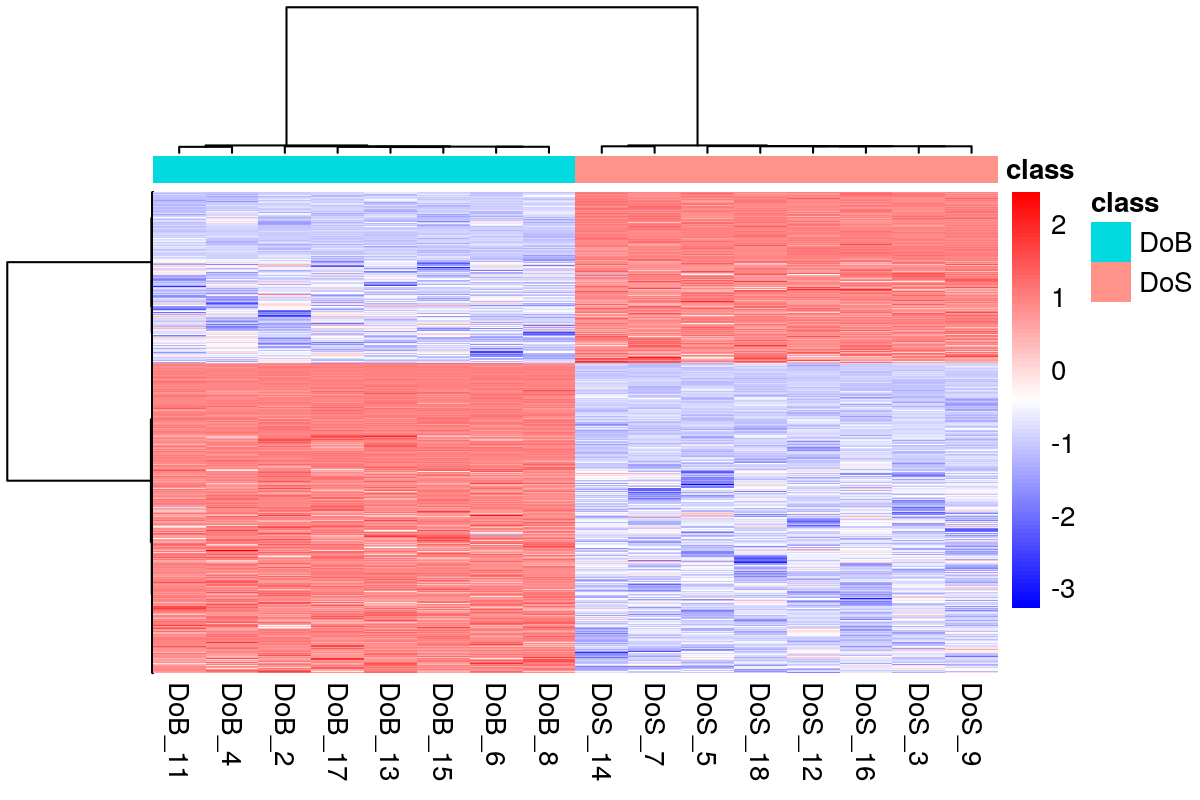 class
2
1
0
-1
-2
-3
class
DoB
DoS
DoB_11
DoB_4
DoB_2
DoB_17
DoB_13
DoB_15
DoB_6
DoB_8
DoS_14
DoS_7
DoS_5
DoS_18
DoS_12
DoS_16
DoS_3
DoS_9